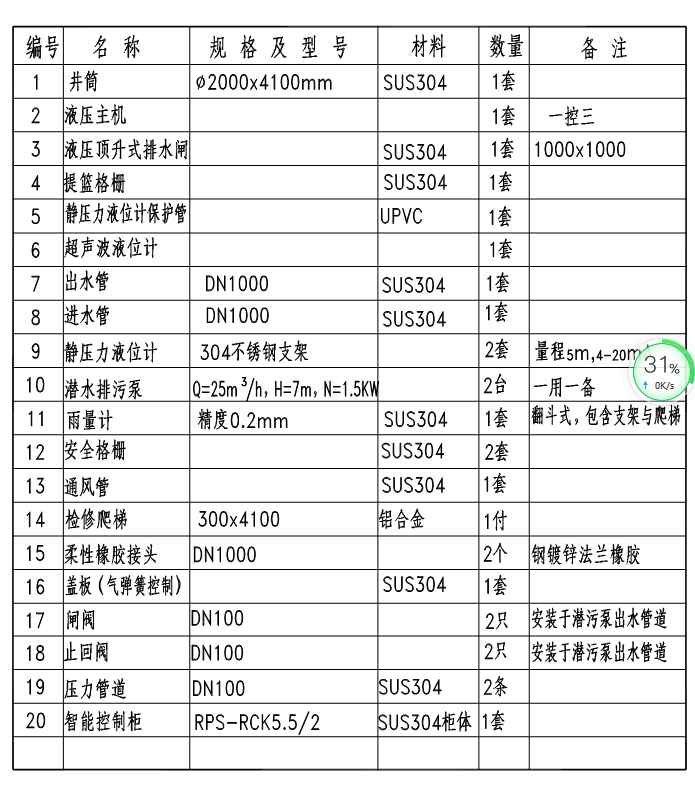 编号 名称 规格及型号 材料 数量 备注
1 井筒 φ2000x4100mm SUS304 1套
2 液压主机 1套 一控三
3 液压顶升式排水闸 SUS304 1套 1000x1000
4 提篮格栅 SUS304 1套
5 静压力液位计保护管 UPVC 1套
6 超声波液位计 1套
7 出水管 DN1000 SUS304 1套
8 进水管 DN1000 SUS304 1套
9 静压力液位计 304不锈钢支架 2套 量程5m,4-20m
31%
0K/s
10 潜水排污泵 Q=25m³/h, H=7m, N=1.5KW 2台 一用一备
11 雨量计 精度0.2mm SUS304 1套 翻斗式,包含支架与爬梯
12 安全格栅 SUS304 2套
13 通风管 SUS304 1套
14 检修爬梯 300x4100 铝合金 1付
15 柔性橡胶接头 DN1000 2个 钢镀锌法兰橡胶
16 盖板(气弹簧控制) SUS304 1套
17 闸阀 DN100 2只 安装于潜污泵出水管道
18 止回阀 DN100 2只 安装于潜污泵出水管道
19 压力管道 DN100 SUS304 2条
20 智能控制柜 RPS-RCK5.5/2 SUS304柜体 1套